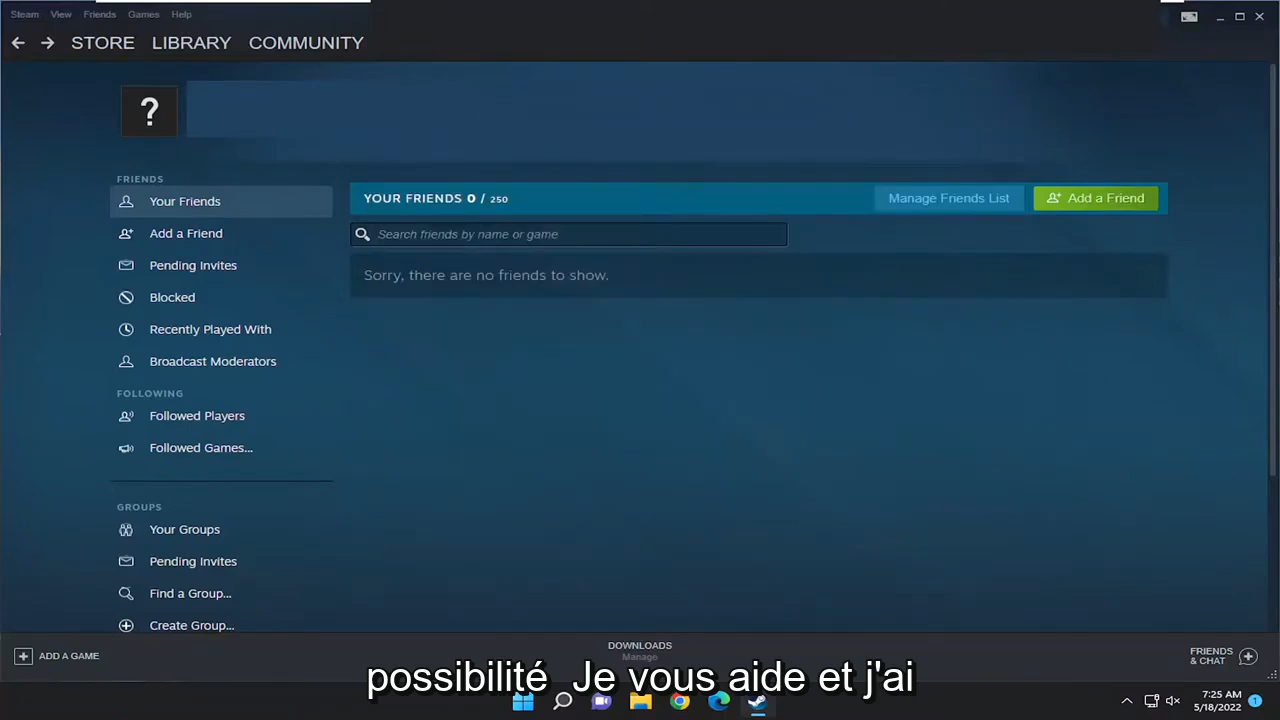 Steam View Friends Games Help
STORE LIBRARY COMMUNITY
?
FRIENDS
Your Friends
Add a Friend
Pending Invites
Blocked
Recently Played With
Broadcast Moderators
FOLLOWING
Followed Players
Followed Games...
GROUPS
Your Groups
Pending Invites
Find a Group...
Create Group...
YOUR FRIENDS 0 / 250
Manage Friends List
Add a Friend
Search friends by name or game
Sorry, there are no friends to show.
ADD A GAME
DOWNLOADS
Manage
FRIENDS
& CHAT
possibilité Je vous aide et j'ai
7:25 AM
5/18/2022
1